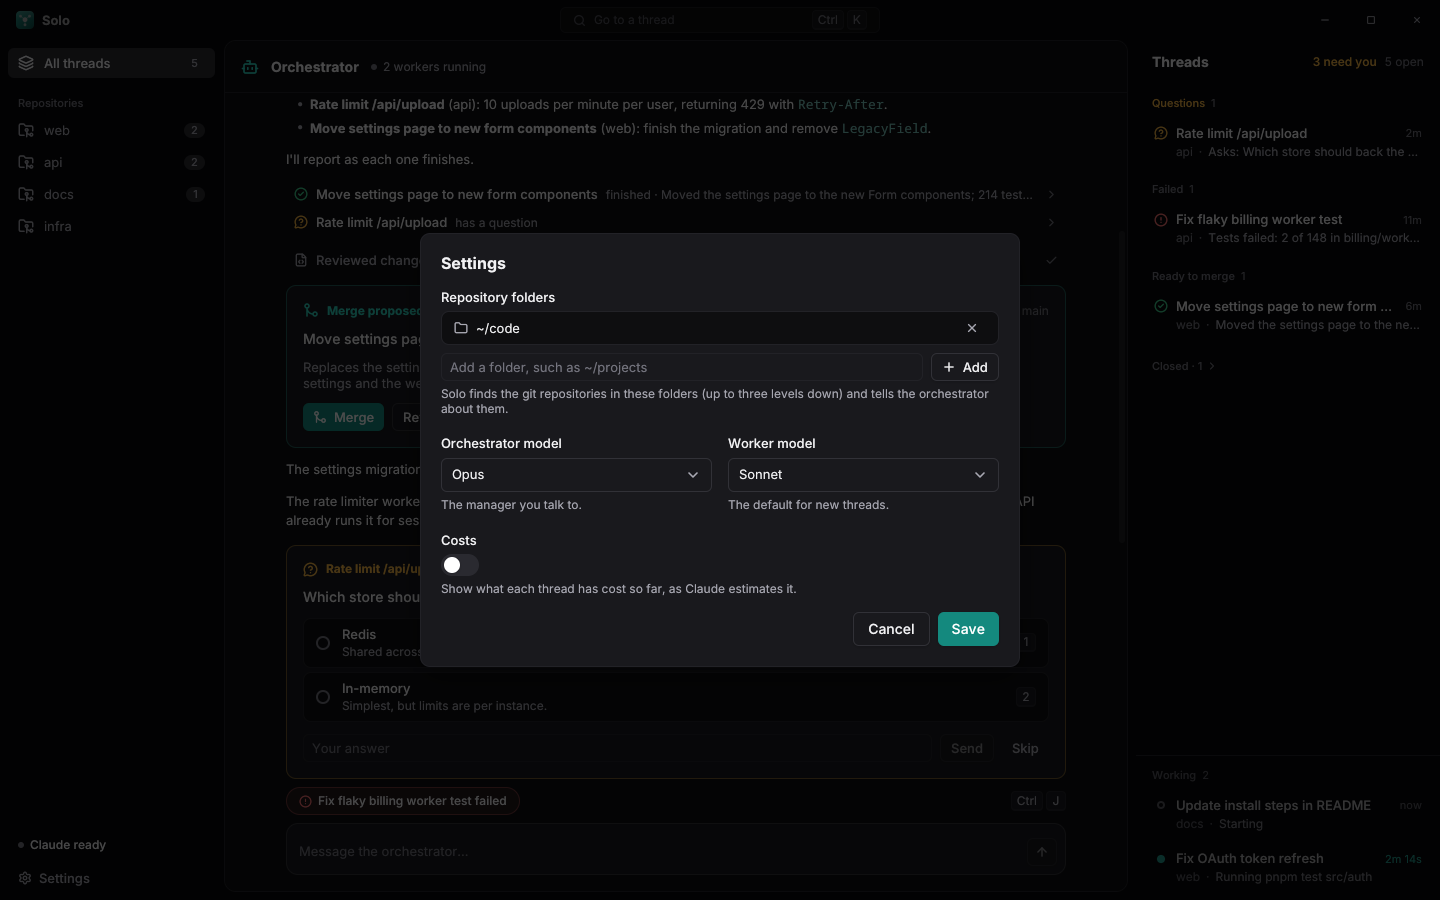 Solo
Go to a thread
Ctrl K
All threads 5
Repositories
web 2
api 2
docs 1
infra
Claude ready
Settings
Orchestrator
2 workers running
• Rate limit /api/upload (api): 10 uploads per minute per user, returning 429 with Retry-After.
• Move settings page to new form components (web): finish the migration and remove LegacyField.
I'll report as each one finishes.
Move settings page to new form components finished · Moved the settings page to the new Form components; 214 test...
Rate limit /api/upload has a question
Reviewed
Merge main
Move settings
Replaces the
settings and the
Merge
The settings migration
The rate limiter API
already runs it for
Rate limit
Which store
Redis
Shared 1
In-memory
Simplest, but limits are per instance. 2
Your answer
Send Skip
Fix flaky billing worker test failed
Ctrl J
Message the orchestrator...
Settings
Repository folders
~/code
Add a folder, such as ~/projects
Add
Solo finds the git repositories in these folders (up to three levels down) and tells the orchestrator
about them.
Orchestrator model
Opus
The manager you talk to.
Worker model
Sonnet
The default for new threads.
Costs
Show what each thread has cost so far, as Claude estimates it.
Cancel Save
Threads
3 need you 5 open
Questions 1
Rate limit /api/upload 2m
api · Asks: Which store should back the ...
Failed 1
Fix flaky billing worker test 11m
api · Tests failed: 2 of 148 in billing/work...
Ready to merge 1
Move settings page to new form ... 6m
web · Moved the settings page to the ne...
Closed · 1
Working 2
Update install steps in README now
docs · Starting
Fix OAuth token refresh 2m 14s
web · Running pnpm test src/auth